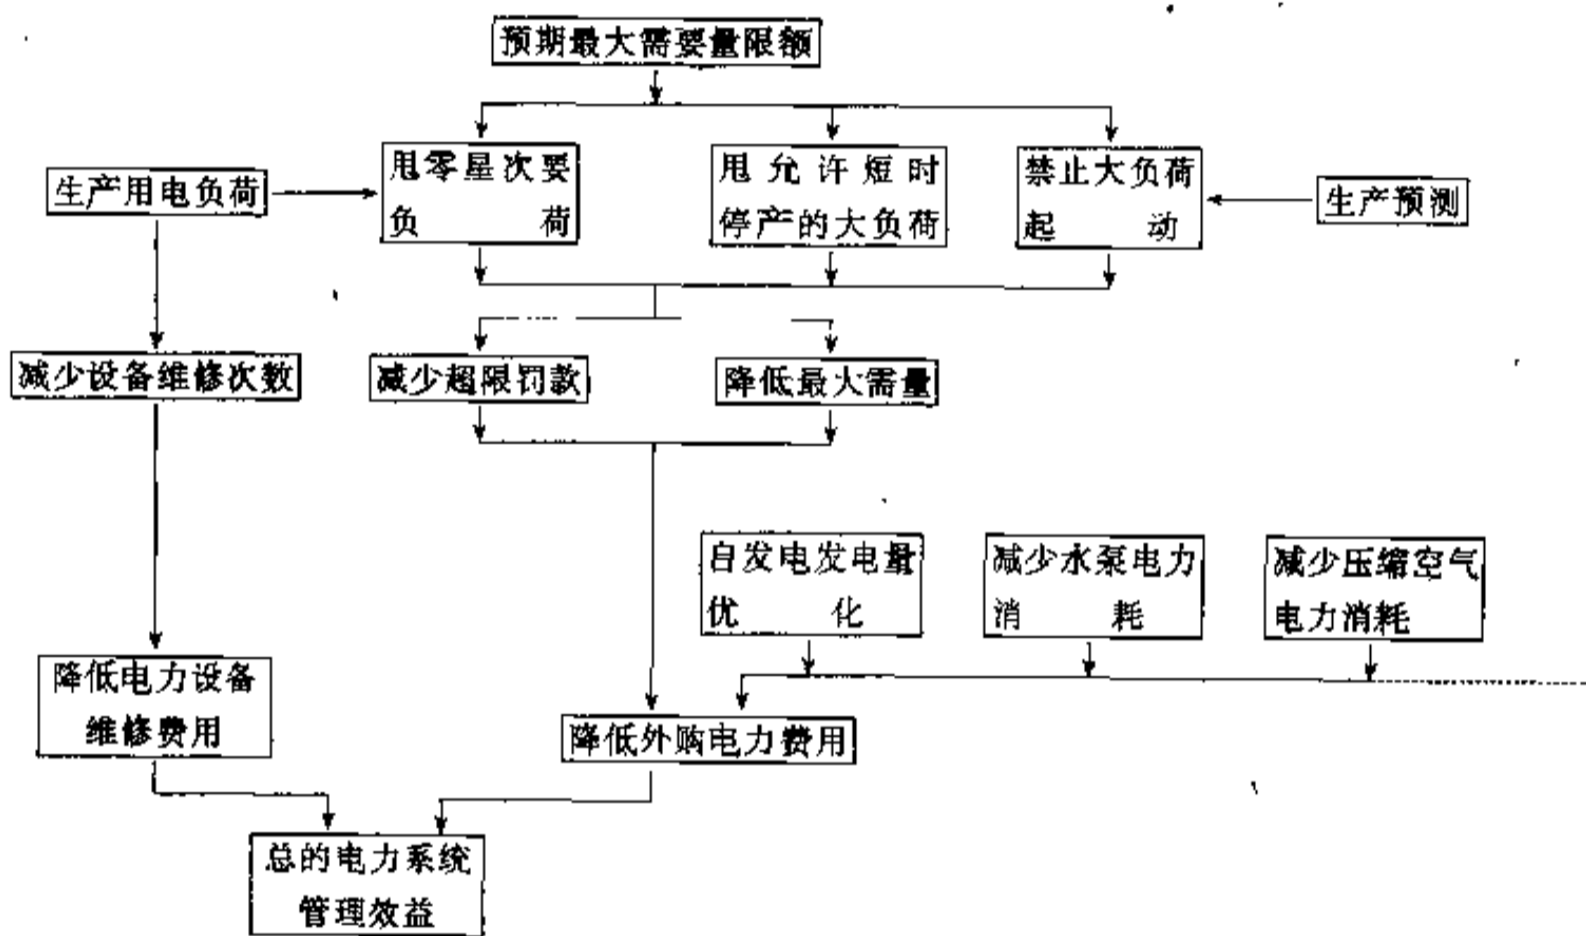 预期最大需要量限额
生产用电负荷
甩零星次要
负荷
甩允许短时
停产的大负荷
禁止大负荷
起动
生产预测
减少设备维修次数
减少超限罚款
降低最大需量
自发电发电量
优化
减少水泵电力
消耗
减少压缩空气
电力消耗
降低电力设备
维修费用
降低外购电力费用
总的电力系统
管理效益